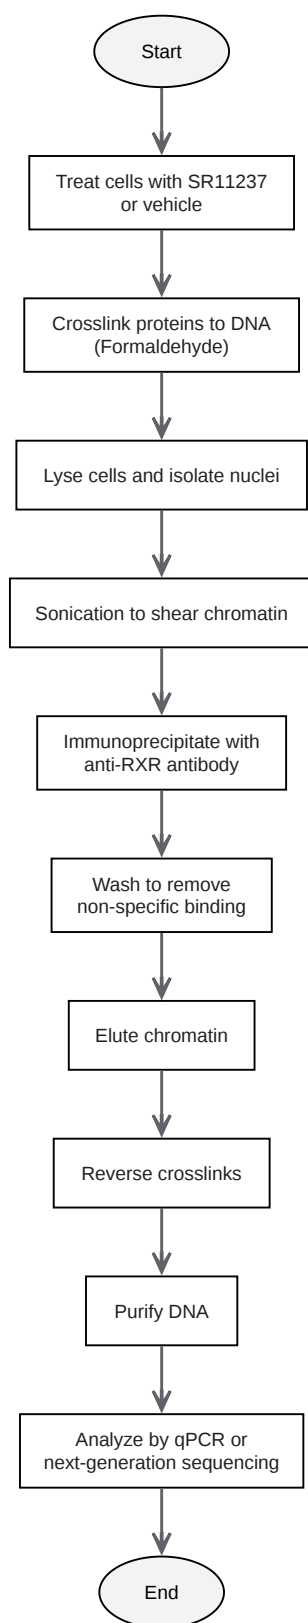 Start
Treat cells with SR11237
or vehicle
Crosslink proteins to DNA
(Formaldehyde)
Lyse cells and isolate nuclei
Sonication to shear chromatin
Immunoprecipitate with
anti-RXR antibody
Wash to remove
non-specific binding
Elute chromatin
Reverse crosslinks
Purify DNA
Analyze by qPCR or
next-generation sequencing
End